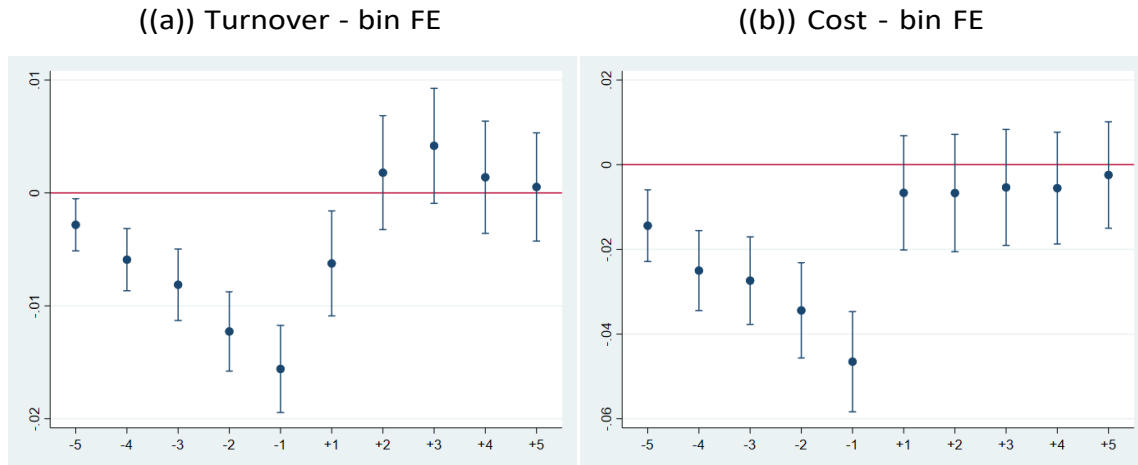 ((a)) Turnover - bin FE
((b)) Cost - bin FE
.01
0
-.01
-.02
-5 -4 -3 -2 -1 +1 +2 +3 +4 +5
.02
0
-.02
-.04
-.06
-5 -4 -3 -2 -1 +1 +2 +3 +4 +5